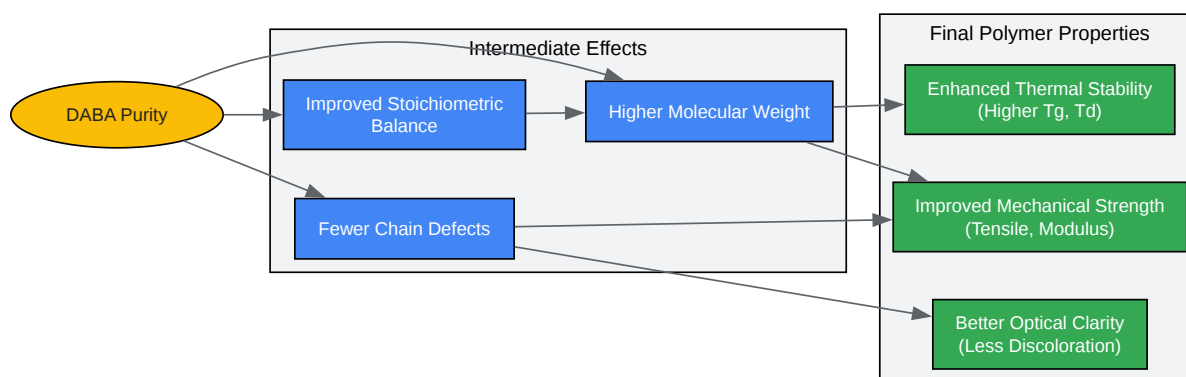 Intermediate Effects
Final Polymer Properties
DABA Purity
Improved Stoichiometric
Balance
Higher Molecular Weight
Fewer Chain Defects
Enhanced Thermal Stability
(Higher Tg, Td)
Improved Mechanical Strength
(Tensile, Modulus)
Better Optical Clarity
(Less Discoloration)